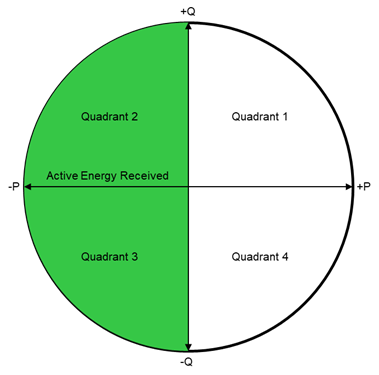 +Q
Quadrant 2
Quadrant 1
Active Energy Received
-P
+P
Quadrant 3
Quadrant 4
-Q